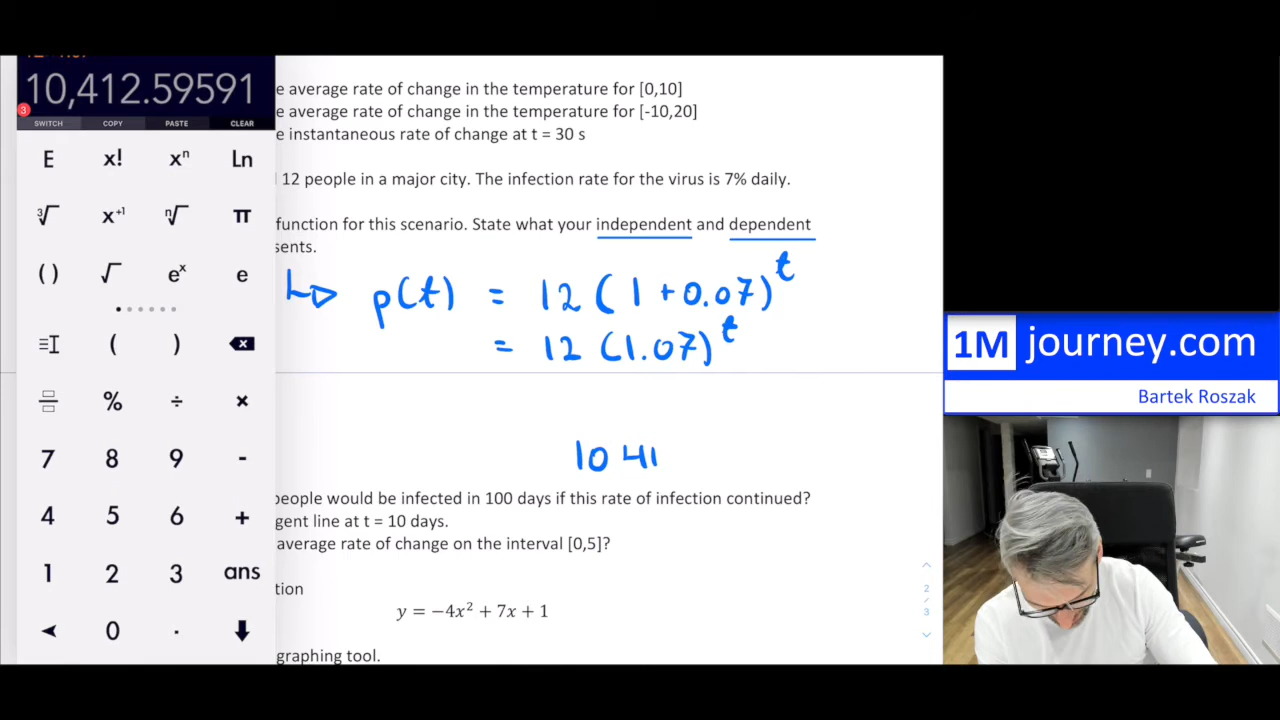 10,412.59591
3
SWITCH COPY PASTE CLEAR
E x! xⁿ Ln
∛ x⁺¹ ⁿ√ π
( ) √ eˣ e
( )
% ÷ ×
7 8 9 -
4 5 6 +
1 2 3 ans
0 .
e average rate of change in the temperature for [0,10]
e average rate of change in the temperature for [-10,20]
e instantaneous rate of change at t = 30 s
12 people in a major city. The infection rate for the virus is 7% daily.
function for this scenario. State what your independent and dependent
sents.
p(t) = 12 (1 + 0.07)ᵗ
= 12 (1.07)ᵗ
1041
people would be infected in 100 days if this rate of infection continued?
gent line at t = 10 days.
average rate of change on the interval [0,5]?
tion
y = −4x² + 7x + 1
graphing tool.
2
/
3
1M journey.com
Bartek Roszak